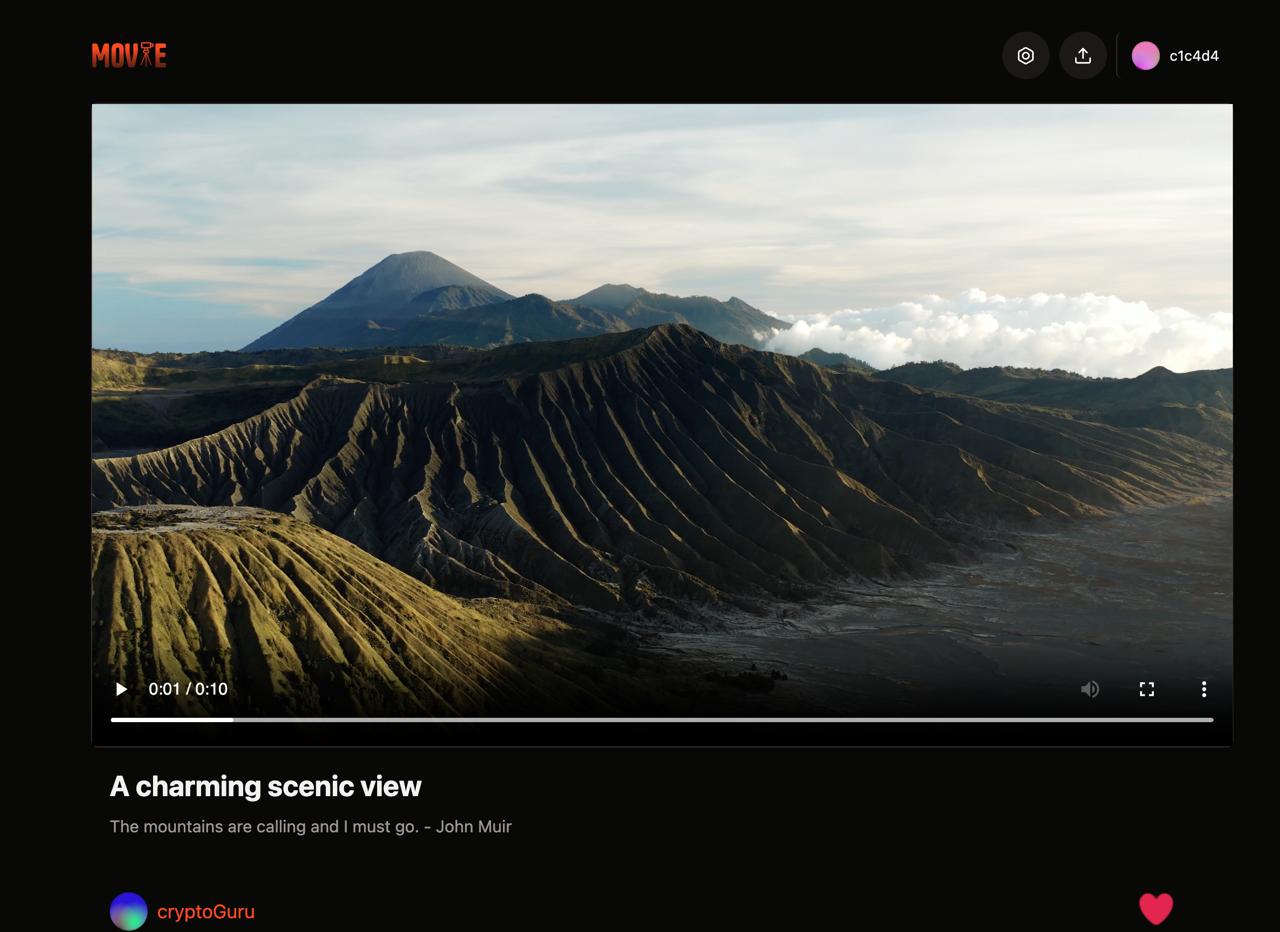 MOVIE
c1c4d4
0:01 / 0:10
A charming scenic view
The mountains are calling and I must go. - John Muir
cryptoGuru